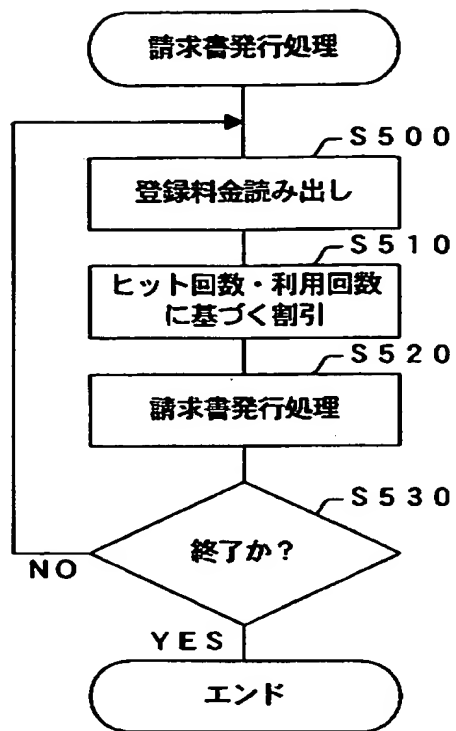 請求書発行処理
S500
登録料金読み出し
S510
ヒット回数・利用回数
に基づく割引
S520
請求書発行処理
S530
終了か？
NO
YES
エンド